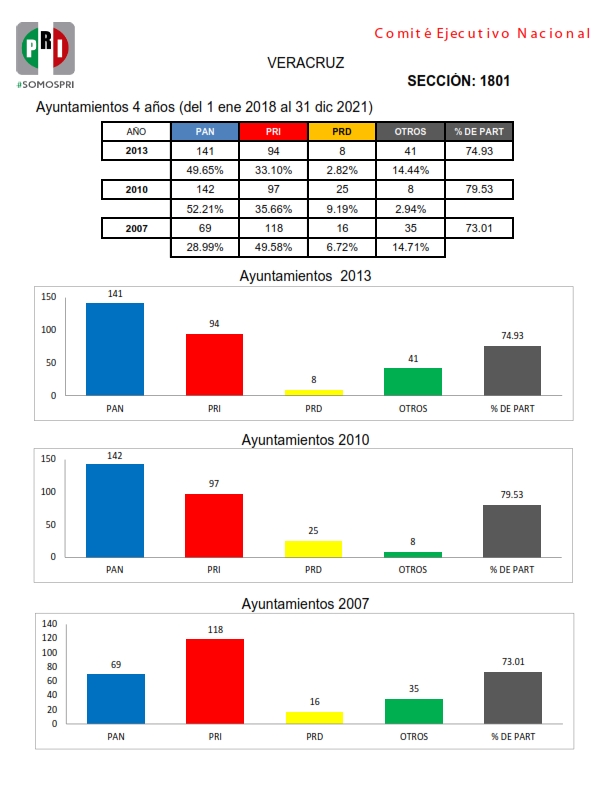 Comité Ejecutivo Nacional
PRI
#SOMOSPRI
VERACRUZ
SECCIÓN: 1801
Ayuntamientos 4 años (del 1 ene 2018 al 31 dic 2021)
AÑO PAN PRI PRD OTROS % DE PART
2013 141 94 8 41 74.93
49.65% 33.10% 2.82% 14.44%
2010 142 97 25 8 79.53
52.21% 35.66% 9.19% 2.94%
2007 69 118 16 35 73.01
28.99% 49.58% 6.72% 14.71%
Ayuntamientos 2013
150
100
50
0
141 94 8 41 74.93
PAN PRI PRD OTROS % DE PART
Ayuntamientos 2010
150
100
50
0
142 97 25 8 79.53
PAN PRI PRD OTROS % DE PART
Ayuntamientos 2007
140
120
100
80
60
40
20
0
69 118 16 35 73.01
PAN PRI PRD OTROS % DE PART